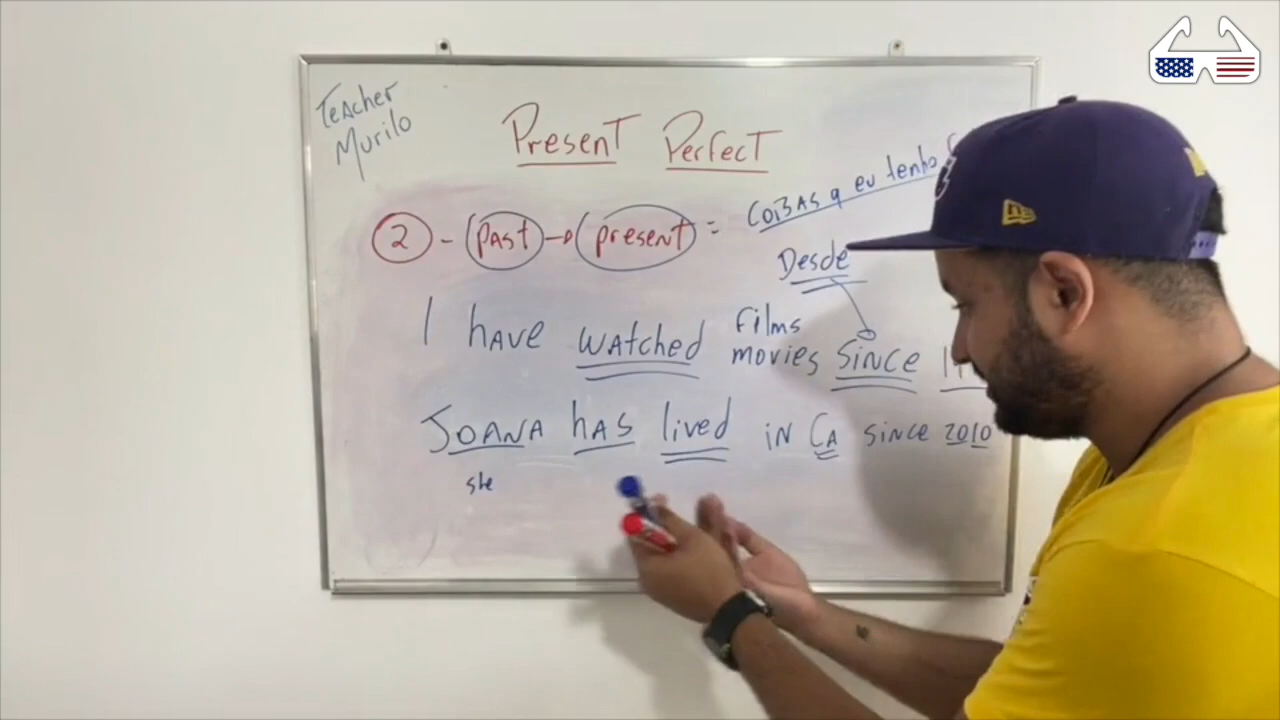 Teacher
Murilo
Present Perfect
2 - past → present = COISAS q eu tenho
Desde
I have watched films
movies since
JOANA HAS lived in CA since 2010
she